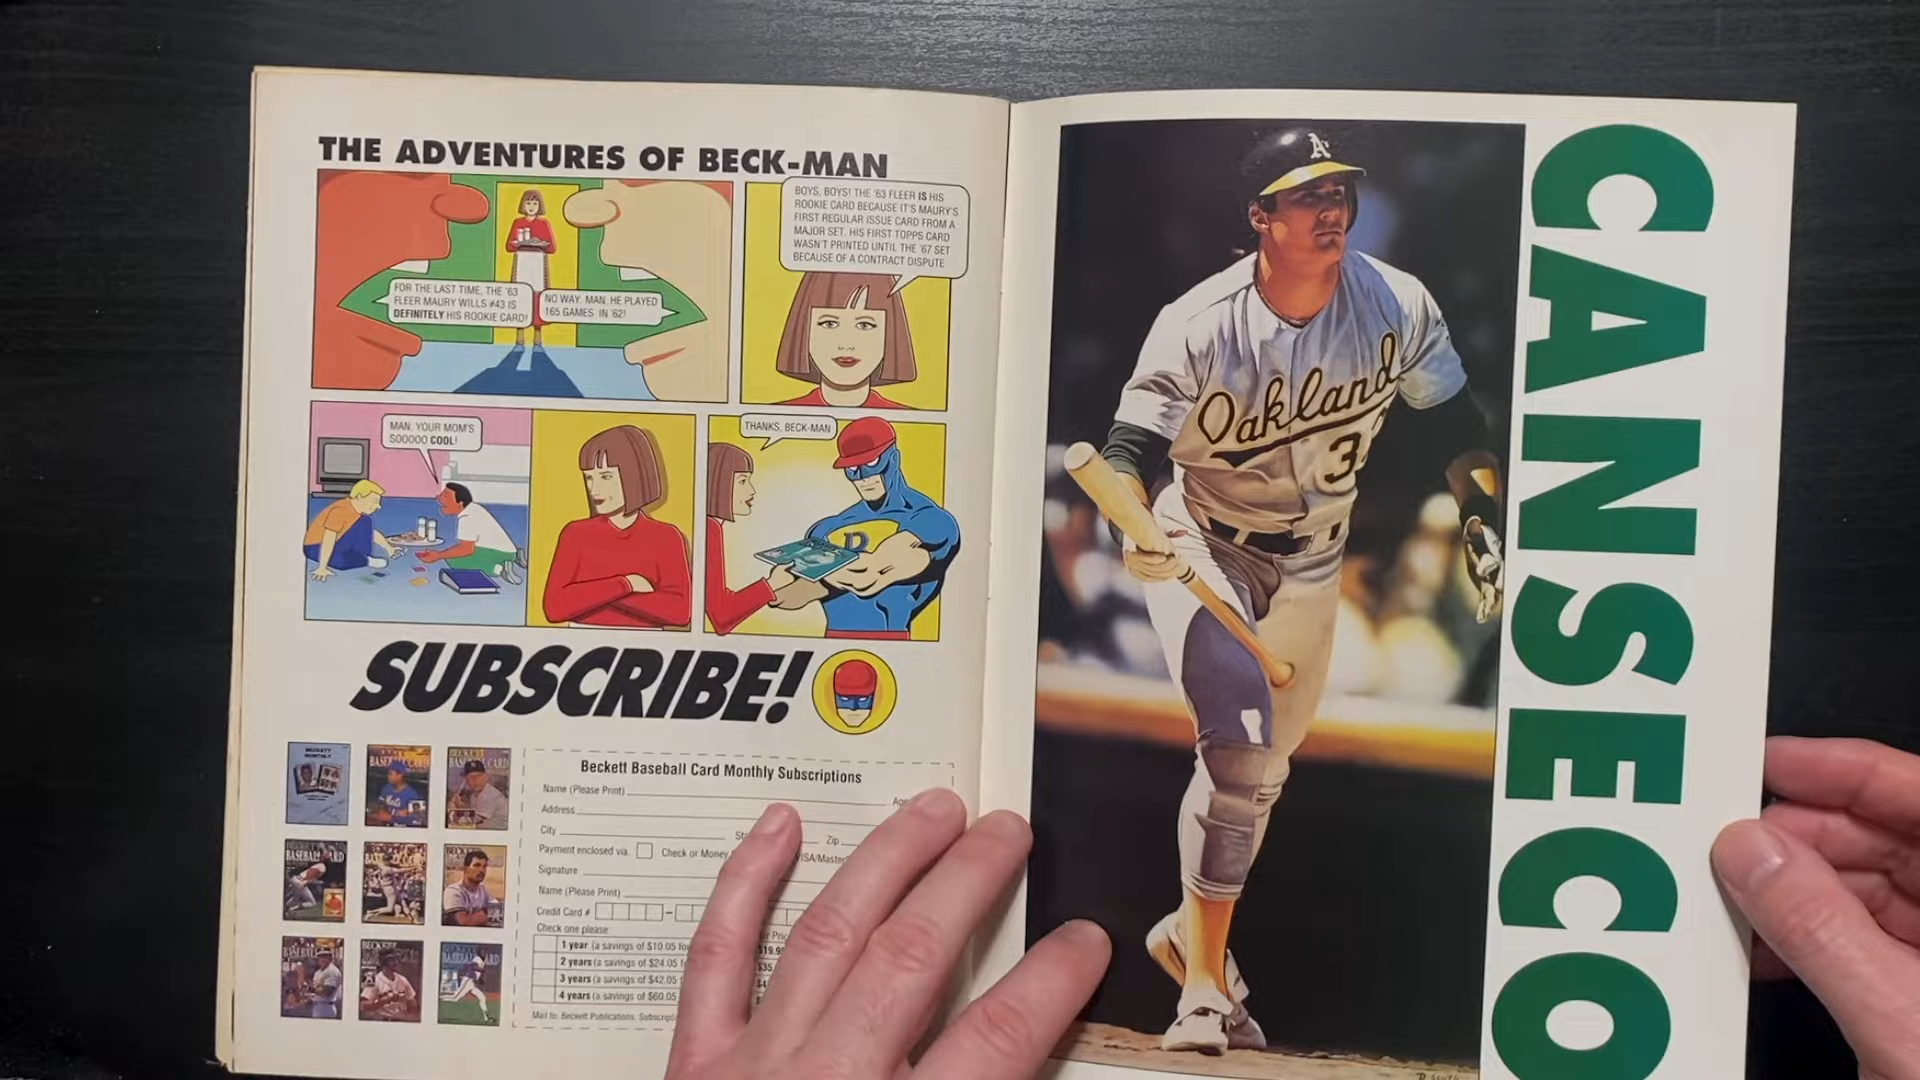 THE ADVENTURES OF BECK-MAN
FOR THE LAST TIME, THE '63
FLEER MAURY WILLS #43 IS
DEFINITELY HIS ROOKIE CARD!
NO WAY, MAN. HE PLAYED
165 GAMES IN '62!
BOYS, BOYS! THE '63 FLEER IS HIS
ROOKIE CARD BECAUSE IT'S MAURY'S
FIRST REGULAR ISSUE CARD FROM A
MAJOR SET. HIS FIRST TOPPS CARD
WASN'T PRINTED UNTIL THE '67 SET
BECAUSE OF A CONTRACT DISPUTE
MAN, YOUR MOM'S
SOOOOO COOL!
THANKS, BECK-MAN
B
SUBSCRIBE!
BECKETT
MONTHLY
Beckett Baseball Card Monthly Subscriptions
Name (Please Print)
Address
City
Zip
Payment enclosed via:
Check or Money
VISA/Master
Signature
Name (Please Print)
Credit Card #
Check one please:
1 year (a savings of $10.05
2 years (a savings of $24.05
3 years (a savings of $42.05
4 years (a savings of $60.05
Mail to: Beckett Publications,
A's
Oakland
CANSECO